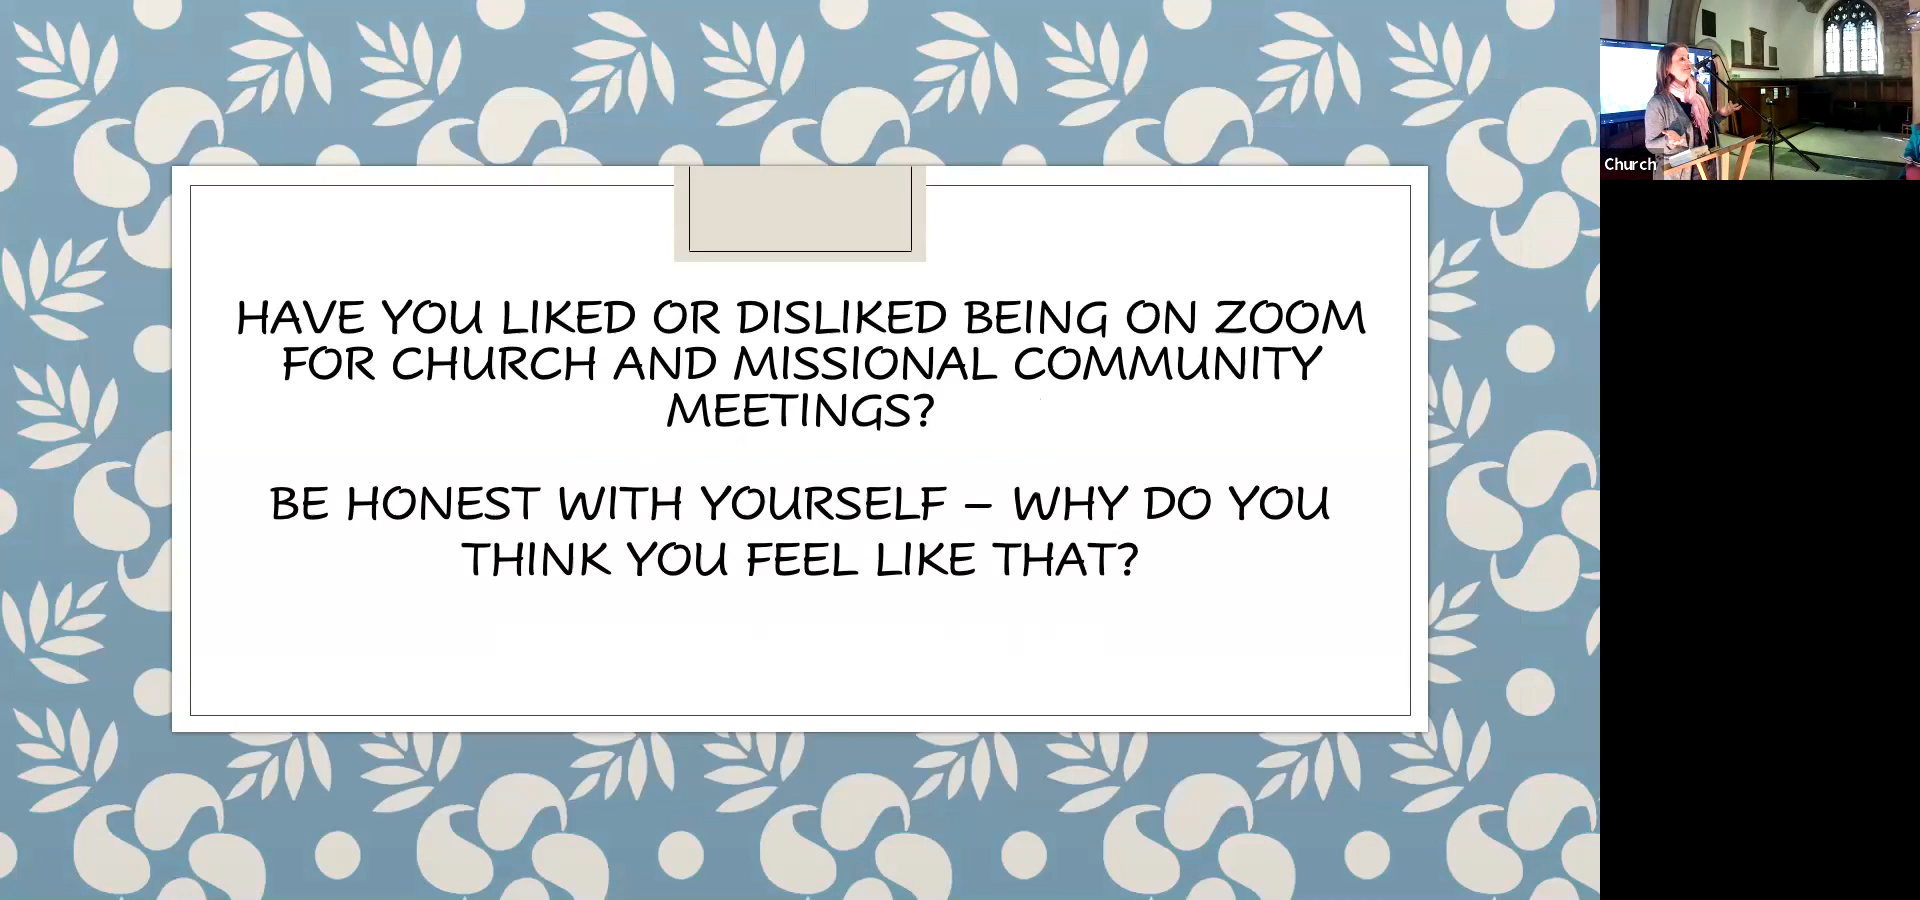 HAVE YOU LIKED OR DISLIKED BEING ON ZOOM
FOR CHURCH AND MISSIONAL COMMUNITY
MEETINGS?
BE HONEST WITH YOURSELF – WHY DO YOU
THINK YOU FEEL LIKE THAT?
Church